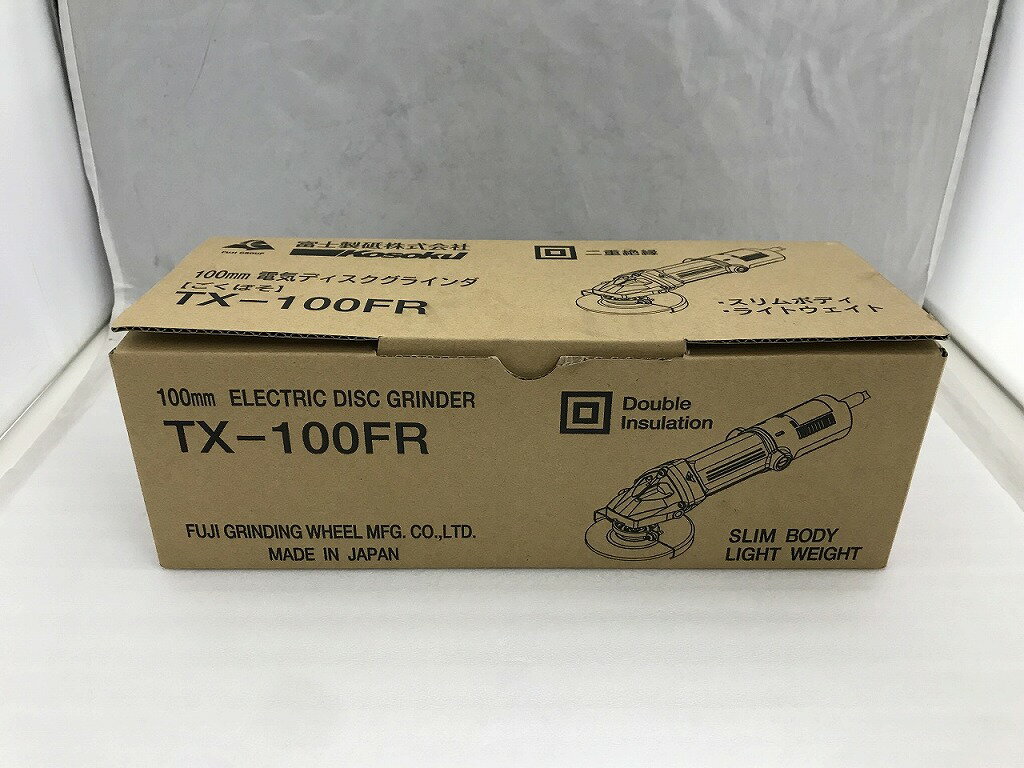 FUJI GROUP
富士製砥株式会社
Kosoku
100mm 電気ディスクグラインダ
【ごくぼそ】
TX-100FR
二重絶縁
・スリムボディ
・ライトウェイト
100mm ELECTRIC DISC GRINDER
TX-100FR
Double
Insulation
FUJI GRINDING WHEEL MFG. CO.,LTD.
MADE IN JAPAN
SLIM BODY
LIGHT WEIGHT